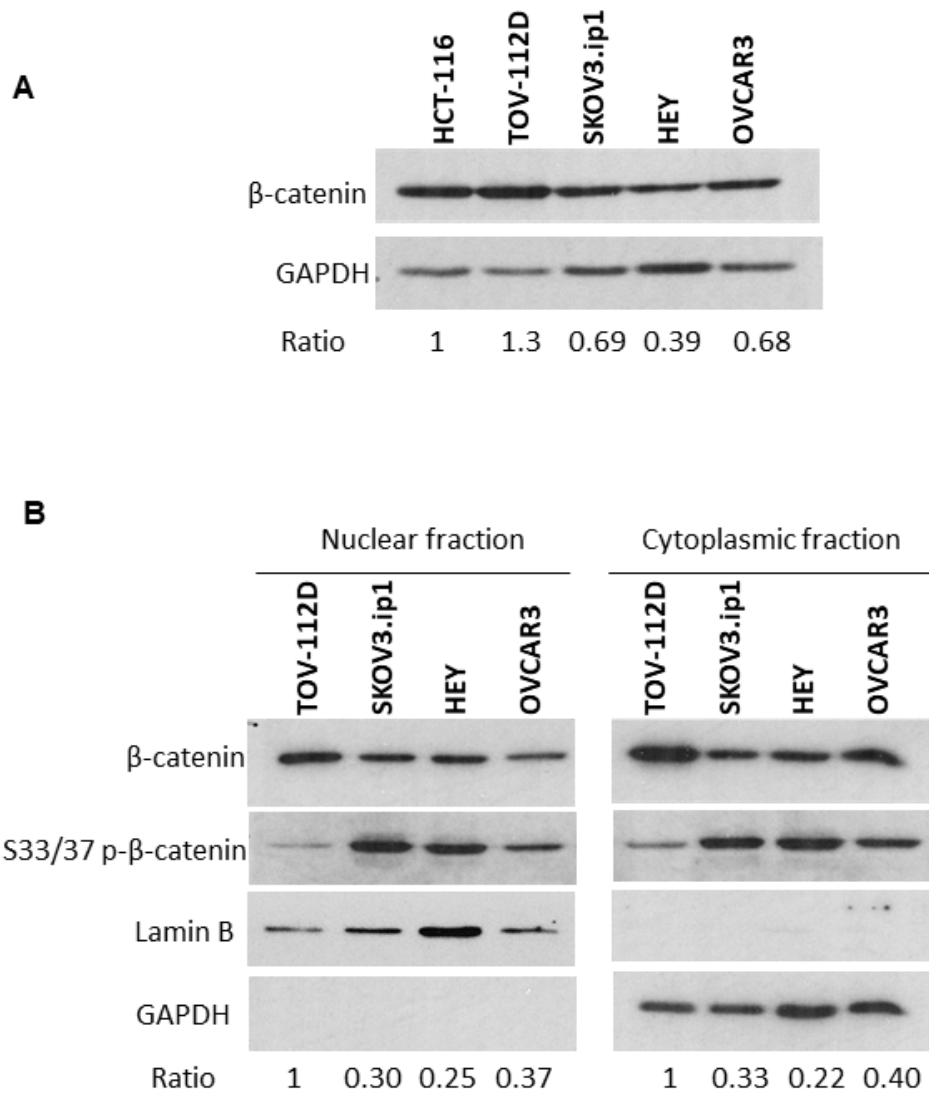 A
HCT-116 TOV-112D SKOV3.ip1 HEY OVCAR3
β-catenin
GAPDH
Ratio 1 1.3 0.69 0.39 0.68
B
Nuclear fraction Cytoplasmic fraction
TOV-112D SKOV3.ip1 HEY OVCAR3 TOV-112D SKOV3.ip1 HEY OVCAR3
β-catenin
S33/37 p-β-catenin
Lamin B
GAPDH
Ratio 1 0.30 0.25 0.37 1 0.33 0.22 0.40